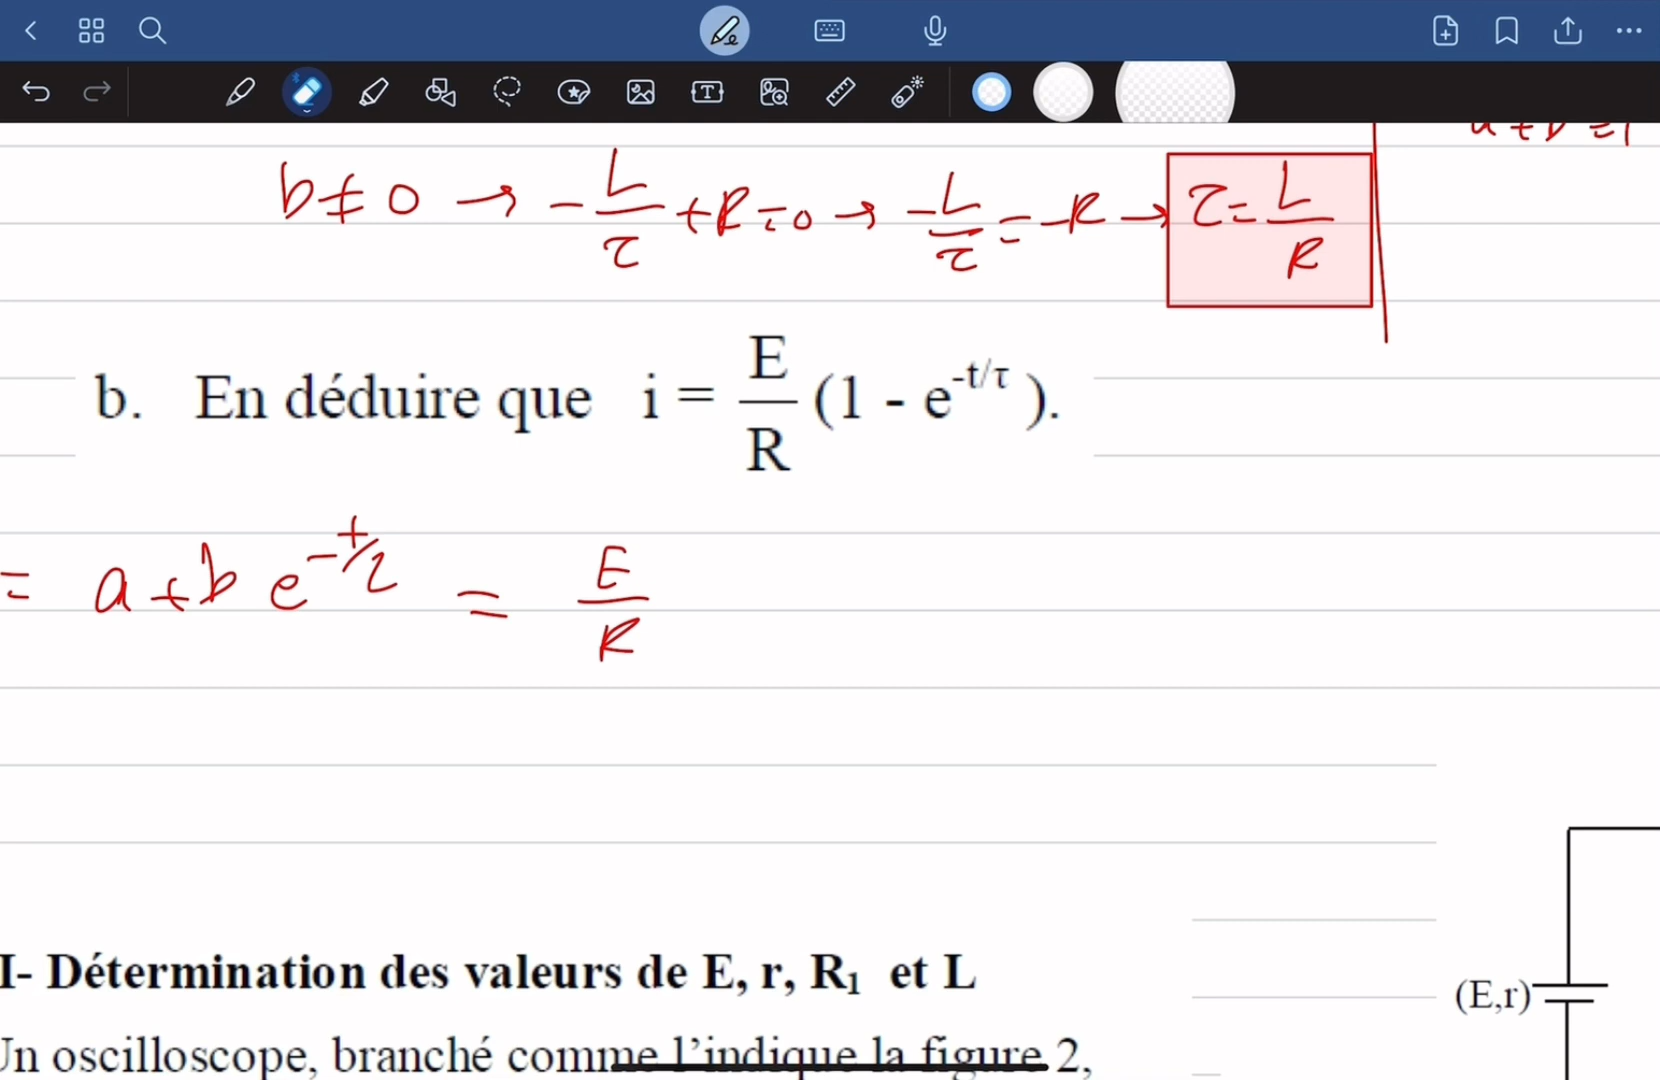 a + b =
b ≠ 0 → - L/τ + R = 0 → - L/τ = -R → τ = L/R
b. En déduire que i = E/R (1 - e^-t/τ ).
= a + b e^-t/τ = E/R
I- Détermination des valeurs de E, r, R₁ et L
(E,r)
Un oscilloscope, branché comme l’indique la figure 2,